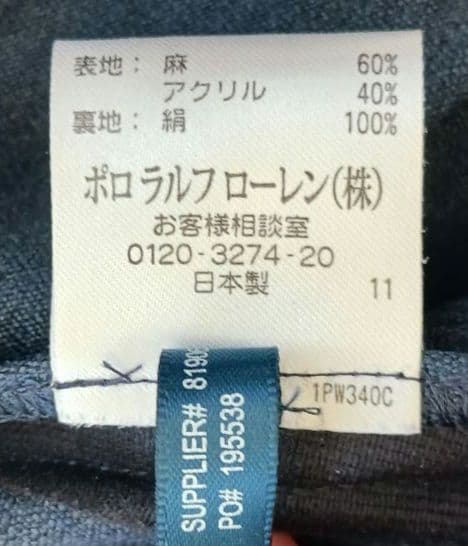 表地： 麻 60%
アクリル 40%
裏地： 絹 100%
ポロ ラルフ ローレン(株)
お客様相談室
0120-3274-20
日本製 11
1PW340C
SUPPLIER# 8190
PO# 195538